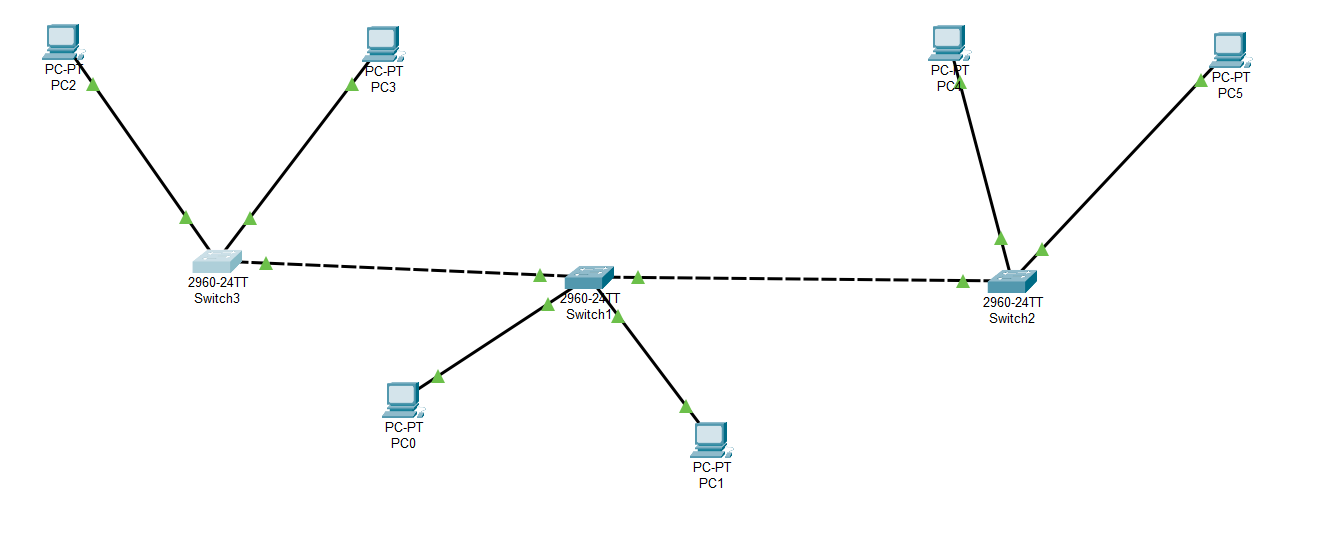 PC-PT
PC2
PC-PT
PC3
PC-PT
PC4
PC-PT
PC5
2960-24TT
Switch3
2960-24TT
Switch1
2960-24TT
Switch2
PC-PT
PC0
PC-PT
PC1